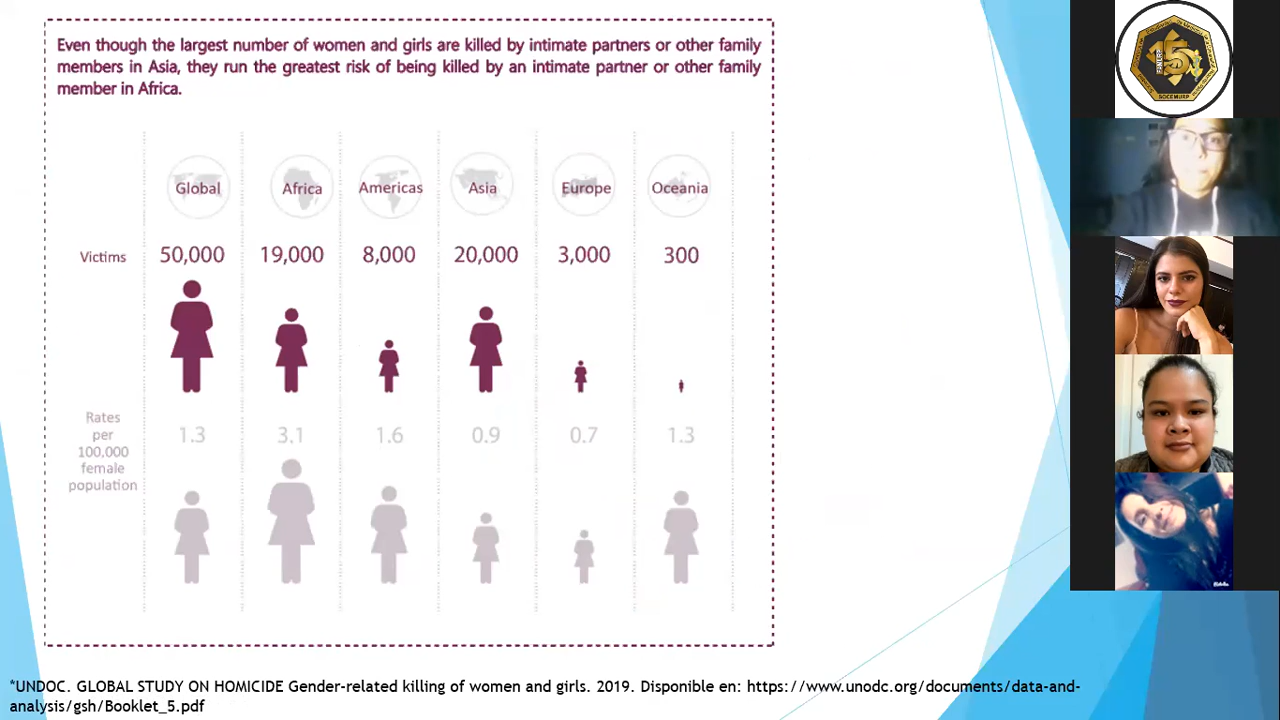 Even though the largest number of women and girls are killed by intimate partners or other family
members in Asia, they run the greatest risk of being killed by an intimate partner or other family
member in Africa.
Global Africa Americas Asia Europe Oceania
Victims 50,000 19,000 8,000 20,000 3,000 300
Rates
per
100,000
female
population
1.3 3.1 1.6 0.9 0.7 1.3
*UNDOC. GLOBAL STUDY ON HOMICIDE Gender-related killing of women and girls. 2019. Disponible en: https://www.unodc.org/documents/data-and-
analysis/gsh/Booklet_5.pdf
15
SOCEMURP